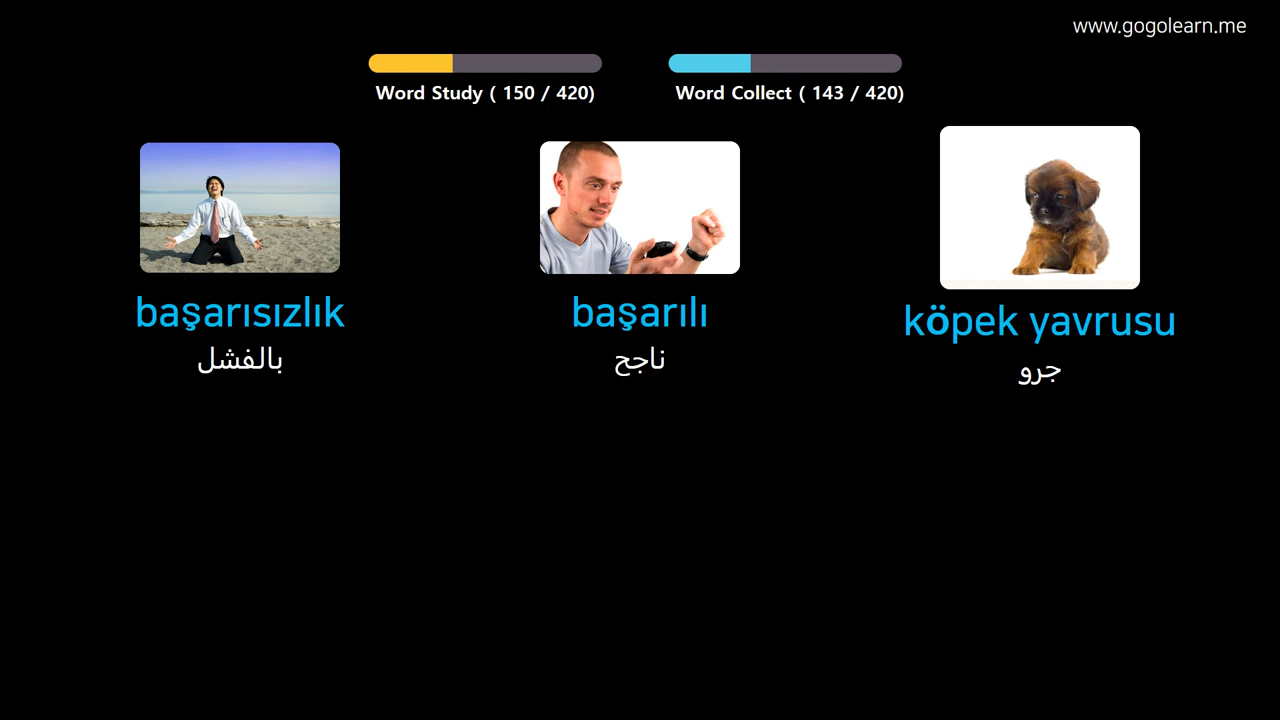 www.gogolearn.me
Word Study ( 150 / 420)
Word Collect ( 143 / 420)
başarısızlık
başarılı
köpek yavrusu
بالفشل
ناجح
جرو